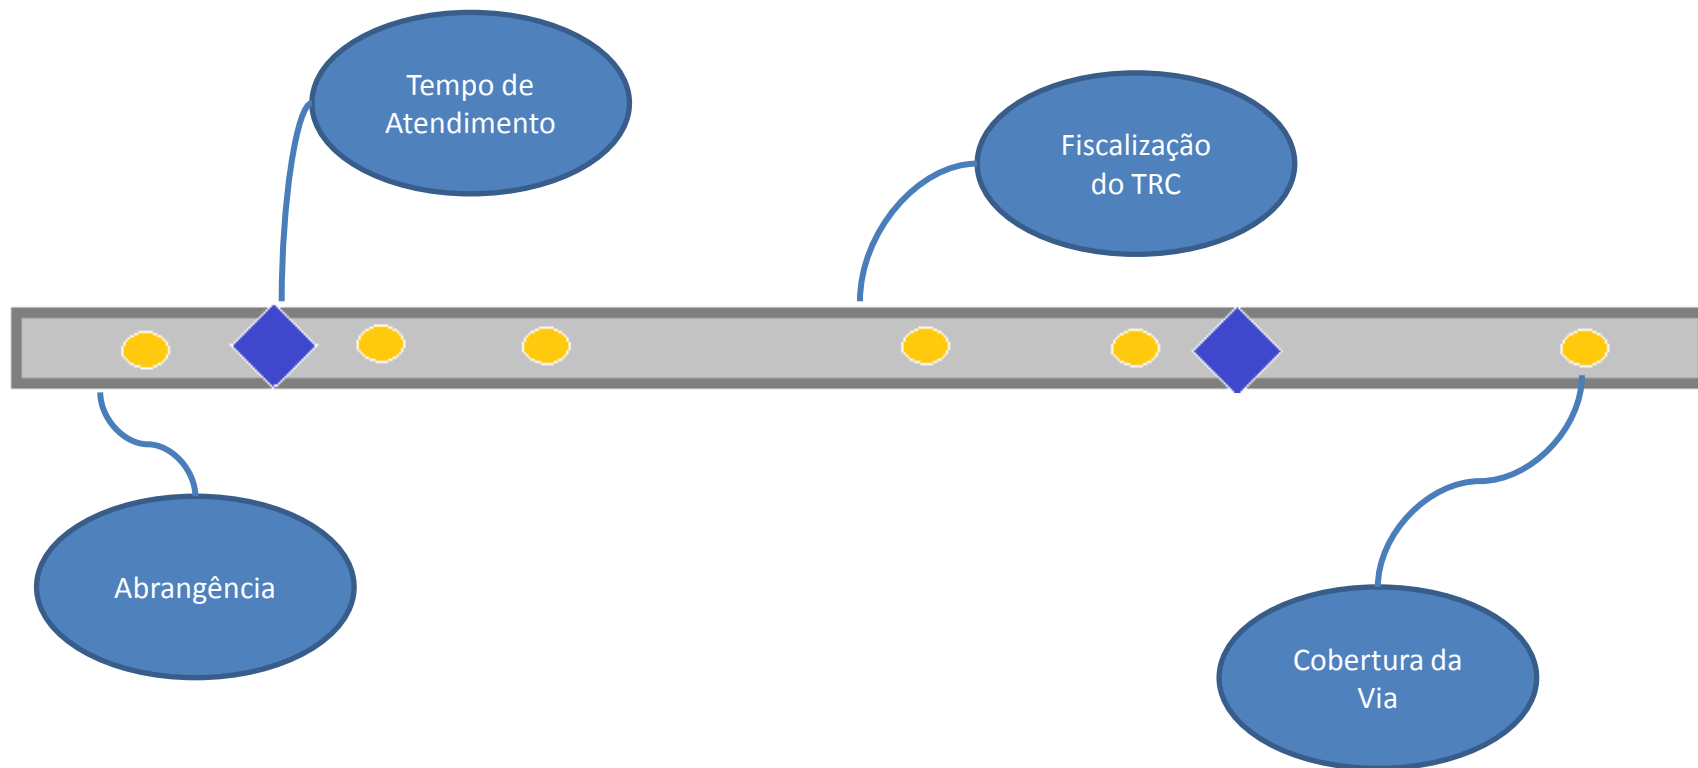 Tempo de
Atendimento
Fiscalização
do TRC
Abrangência
Cobertura da
Via